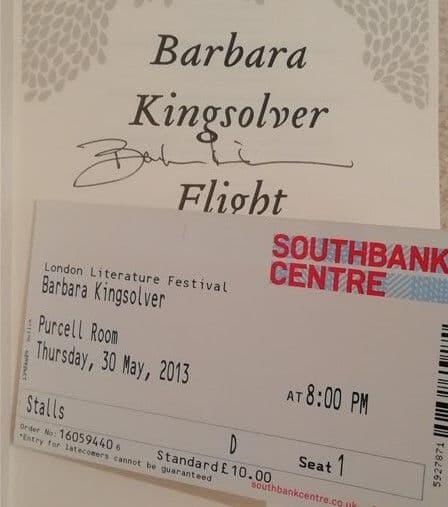 Barbara
Kingsolver
Flight
SOUTHBANK
CENTRE
London Literature Festival
Barbara Kingsolver
Purcell Room
Thursday, 30 May, 2013
AT 8:00 PM
Stalls
D
Seat 1
Order No: 16059440 6
Standard £10.00
*Entry for latecomers cannot be guaranteed
southbankcentre.co.uk
5927871